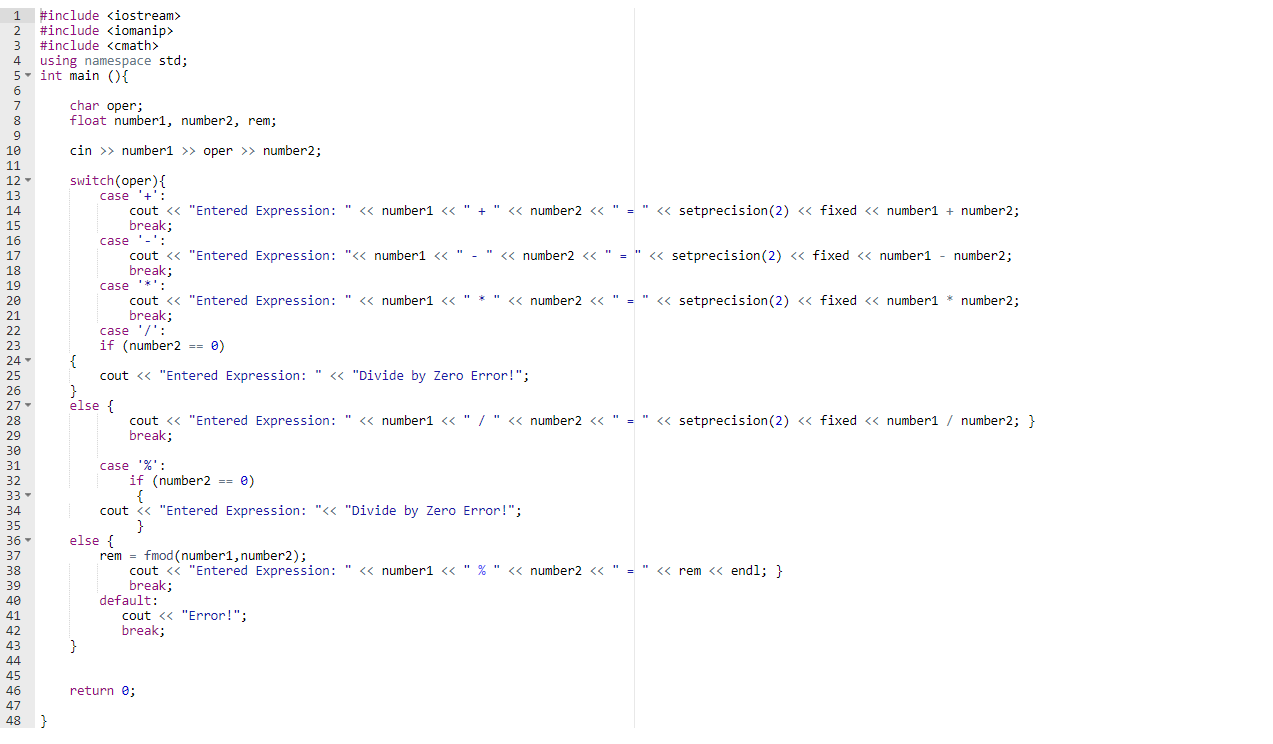 1 #include <iostream>
2 #include <iomanip>
3 #include <cmath>
4 using namespace std;
5 int main (){
6
7     char oper;
8     float number1, number2, rem;
9
10     cin >> number1 >> oper >> number2;
11
12     switch(oper){
13         case '+':
14             cout << "Entered Expression: " << number1 << " + " << number2 << " = " << setprecision(2) << fixed << number1 + number2;
15             break;
16         case '-':
17             cout << "Entered Expression: "<< number1 << " - " << number2 << " = " << setprecision(2) << fixed << number1 - number2;
18             break;
19         case '*':
20             cout << "Entered Expression: " << number1 << " * " << number2 << " = " << setprecision(2) << fixed << number1 * number2;
21             break;
22         case '/':
23         if (number2 == 0)
24     {
25         cout << "Entered Expression: " << "Divide by Zero Error!";
26     }
27     else {
28             cout << "Entered Expression: " << number1 << " / " << number2 << " = " << setprecision(2) << fixed << number1 / number2; }
29             break;
30
31         case '%':
32             if (number2 == 0)
33              {
34         cout << "Entered Expression: "<< "Divide by Zero Error!";
35              }
36     else {
37         rem = fmod(number1,number2);
38             cout << "Entered Expression: " << number1 << " % " << number2 << " = " << rem << endl; }
39             break;
40         default:
41            cout << "Error!";
42            break;
43     }
44
45
46     return 0;
47
48 }